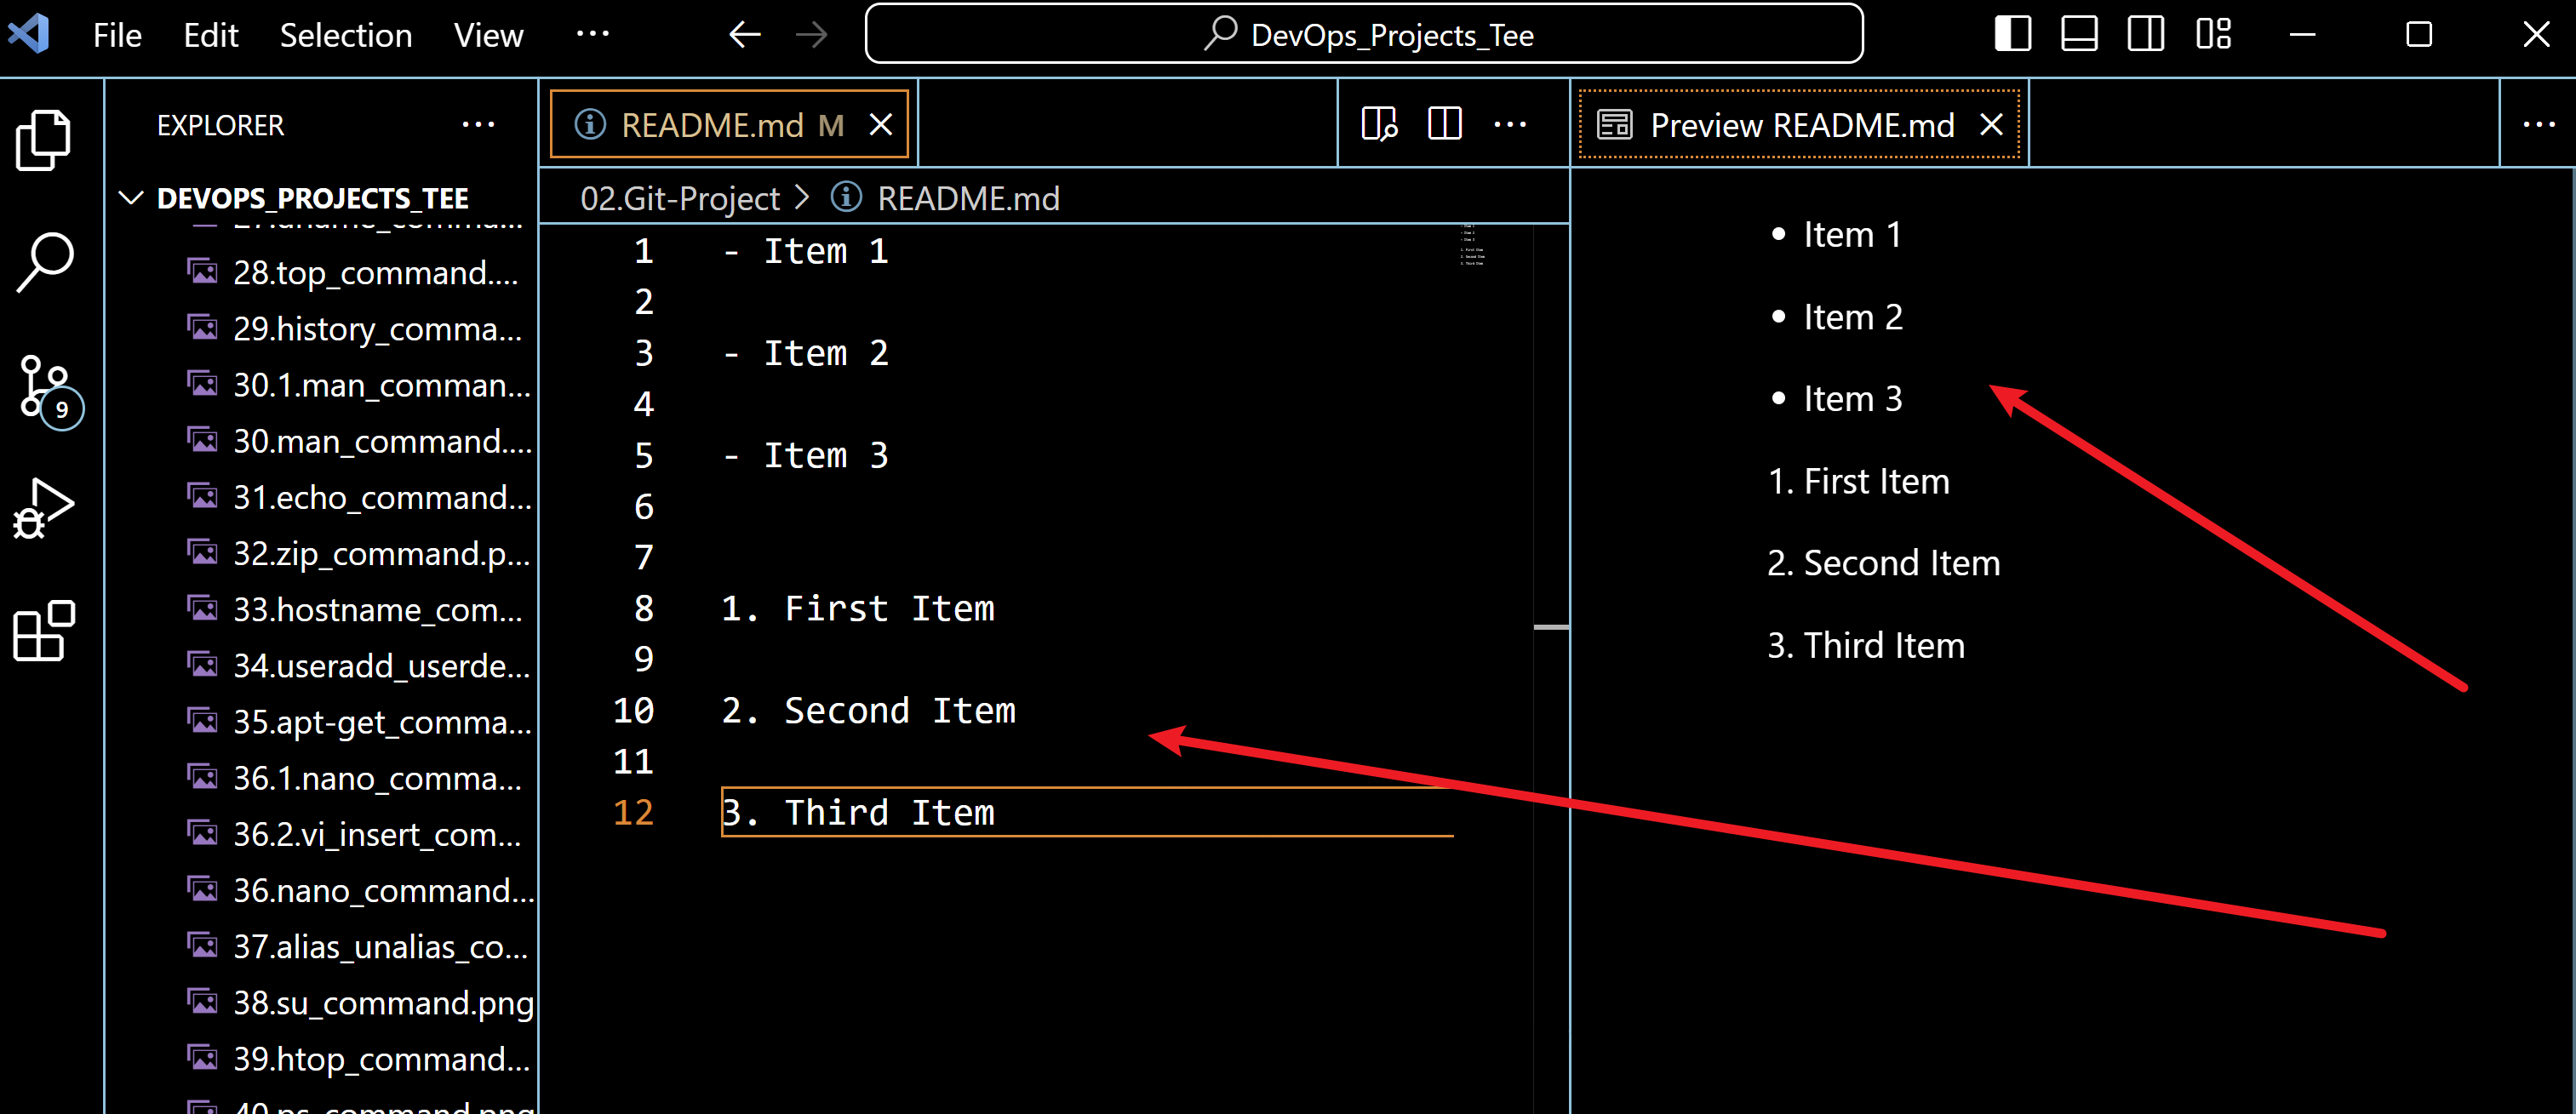 File Edit Selection View ··· DevOps_Projects_Tee
EXPLORER ···
DEVOPS_PROJECTS_TEE
28.top_command....
29.history_comma...
30.1.man_comman...
30.man_command....
31.echo_command...
32.zip_command.p...
33.hostname_com...
34.useradd_userde...
35.apt-get_comma...
36.1.nano_comma...
36.2.vi_insert_com...
36.nano_command...
37.alias_unalias_co...
38.su_command.png
39.htop_command...
40.ps_command.png
9
README.md M
02.Git-Project > README.md
1 - Item 1
2
3 - Item 2
4
5 - Item 3
6
7
8 1. First Item
9
10 2. Second Item
11
12 3. Third Item
Preview README.md
• Item 1
• Item 2
• Item 3
1. First Item
2. Second Item
3. Third Item